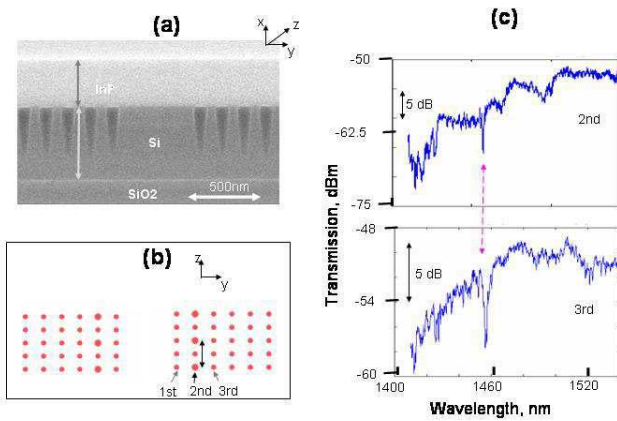 (a)
x
z
y
InP
Si
SiO2
500nm
(b)
z
y
1st
2nd
3rd
(c)
Transmission, dBm
-50
5 dB
2nd
-62.5
-75
-48
5 dB
-54
3rd
-60
1400
1460
1520
Wavelength, nm